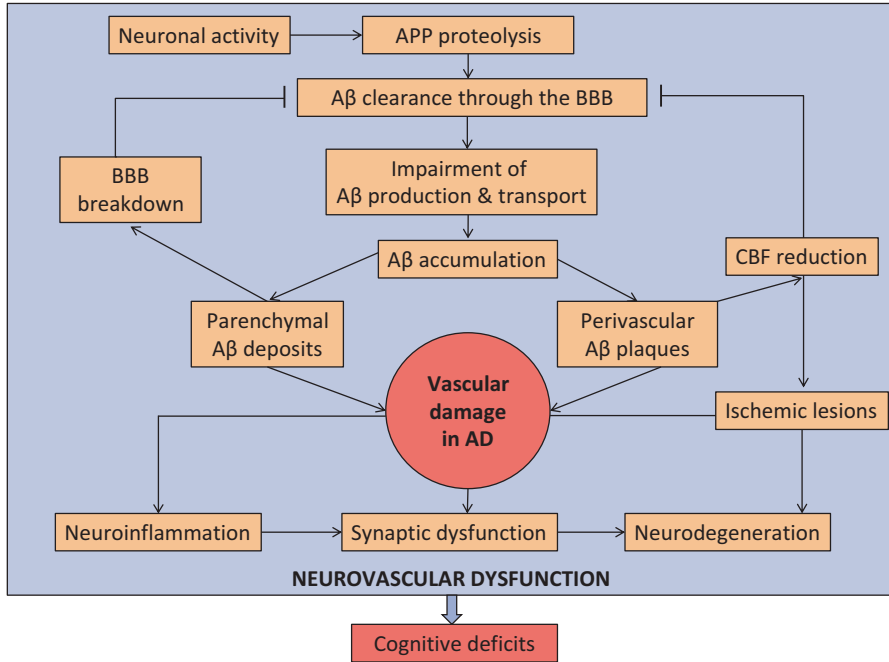 Neuronal activity
APP proteolysis
Aβ clearance through the BBB
BBB
breakdown
Impairment of
Aβ production & transport
Aβ accumulation
CBF reduction
Parenchymal
Aβ deposits
Perivascular
Aβ plaques
Vascular
damage
in AD
Ischemic lesions
Neuroinflammation
Synaptic dysfunction
Neurodegeneration
NEUROVASCULAR DYSFUNCTION
Cognitive deficits